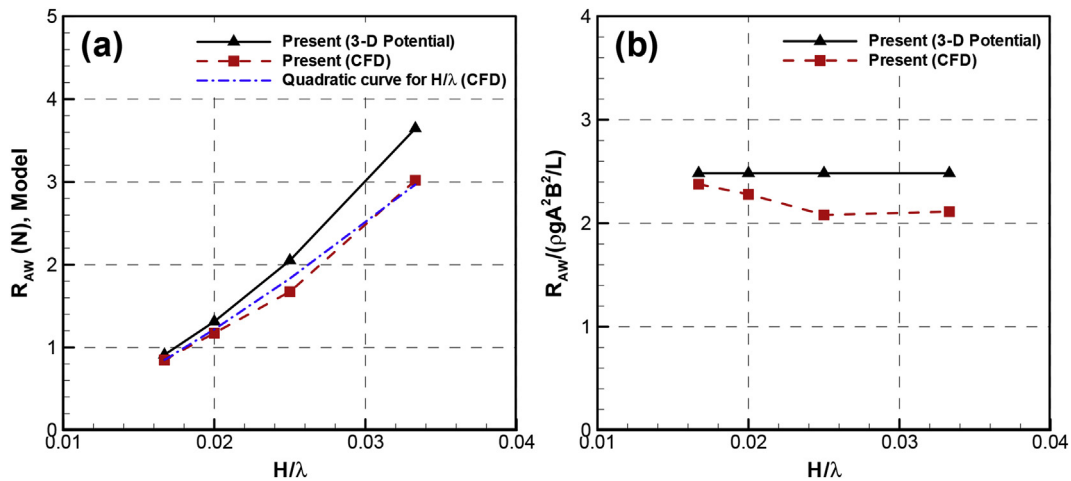 (a)
Present (3-D Potential)
Present (CFD)
Quadratic curve for H/λ (CFD)
R_AW (N), Model
5
4
3
2
1
0
0.01
0.02
0.03
0.04
H/λ
(b)
Present (3-D Potential)
Present (CFD)
R_AW/(ρgA²B²/L)
4
3
2
1
0
0.01
0.02
0.03
0.04
H/λ